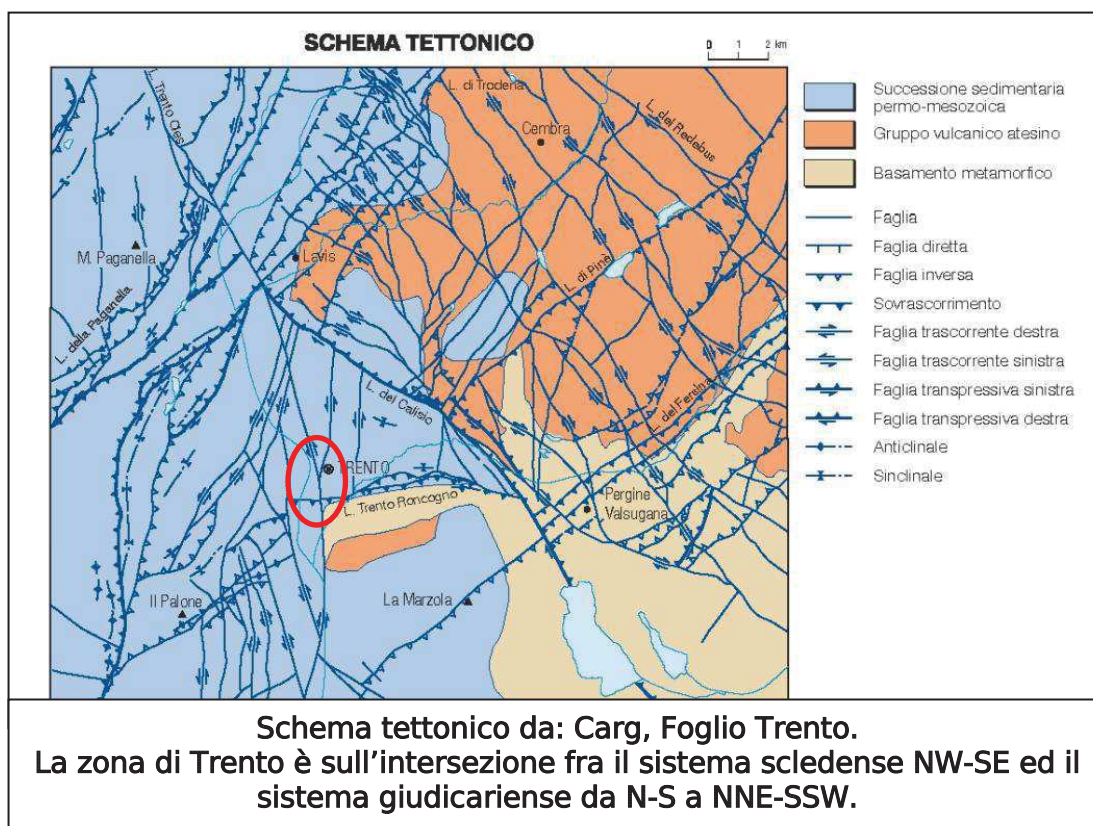 SCHEMA TETTONICO
0 1 2 km
L. Trento Cles
L. di Trodena
L. del Redebus
Cembra
M. Paganella
Lavis
L. della Paganella
L. di Pinè
L. del Calisio
L. del Fersina
TRENTO
L. Trento Roncogno
Pergine
Valsugana
La Marzola
Il Palone
Successione sedimentaria
permo-mesozoica
Gruppo vulcanico atesino
Basamento metamorfico
Faglia
Faglia diretta
Faglia inversa
Sovrascorrimento
Faglia trascorrente destra
Faglia trascorrente sinistra
Faglia transpressiva sinistra
Faglia transpressiva destra
Anticlinale
Sinclinale
Schema tettonico da: Carg, Foglio Trento.
La zona di Trento è sull’intersezione fra il sistema scledense NW-SE ed il
sistema giudicariense da N-S a NNE-SSW.